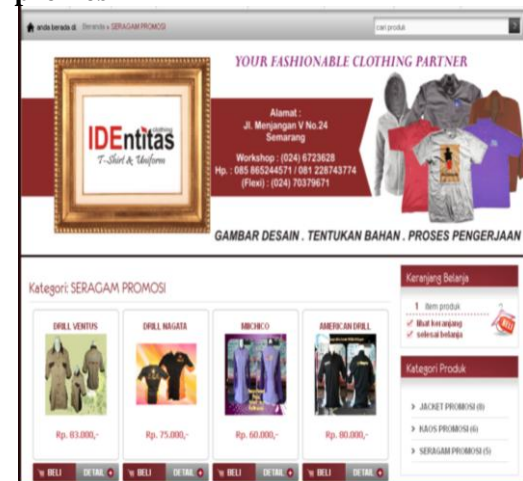 anda berada di. Beranda » SERAGAM PROMOSI
cari produk
YOUR FASHIONABLE CLOTHING PARTNER
IDEntitas
clothing
T-Shirt & Uniform
Alamat :
Jl. Menjangan V No.24
Semarang
Workshop : (024) 6723628
Hp. : 085 865244571 / 081 228743774
(Flexi) : (024) 70379671
GAMBAR DESAIN . TENTUKAN BAHAN . PROSES PENGERJAAN
Kategori: SERAGAM PROMOSI
DRILL VENTUS
DRILL NAGATA
MIICHICO
AMERICAN DRILL
Rp. 83.000,-
Rp. 75.000,-
Rp. 60.000,-
Rp. 80.000,-
BELI DETAIL
BELI DETAIL
BELI DETAIL
BELI DETAIL
Keranjang Belanja
1 item produk
lihat keranjang
selesai belanja
BELI
Kategori Produk
JACKET PROMOSI (8)
KAOS PROMOSI (6)
SERAGAM PROMOSI (5)